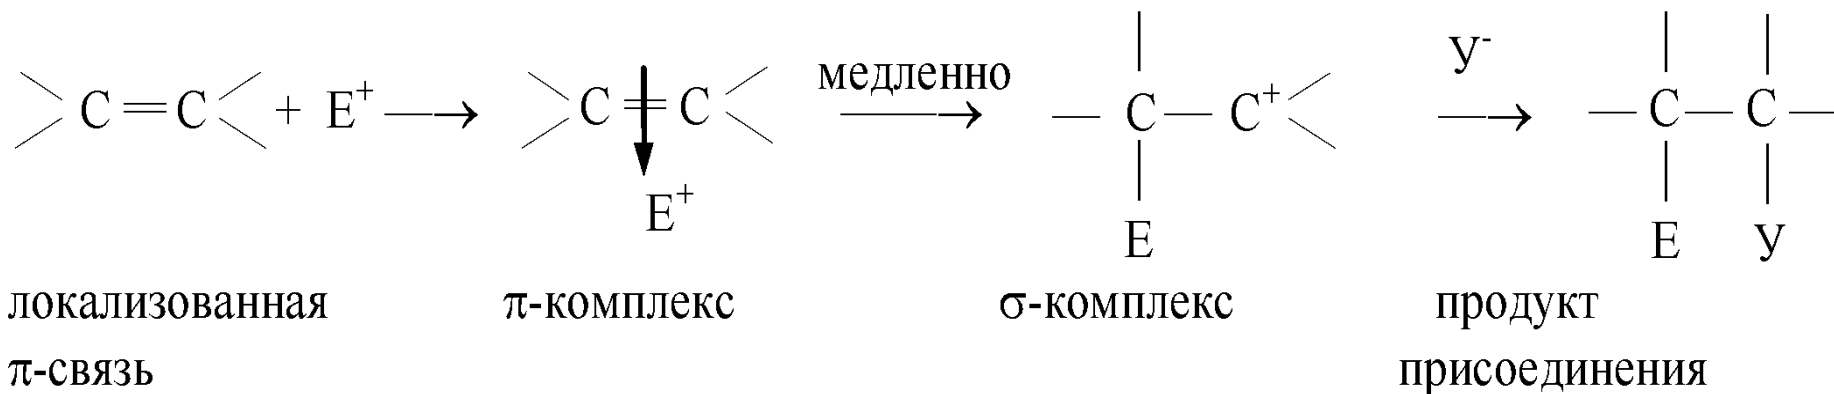 медленно
У⁻
C=C + E⁺ → C=C → — C — C⁺ → — C — C —
E⁺
E E У
локализованная π-комплекс σ-комплекс продукт
π-связь присоединения